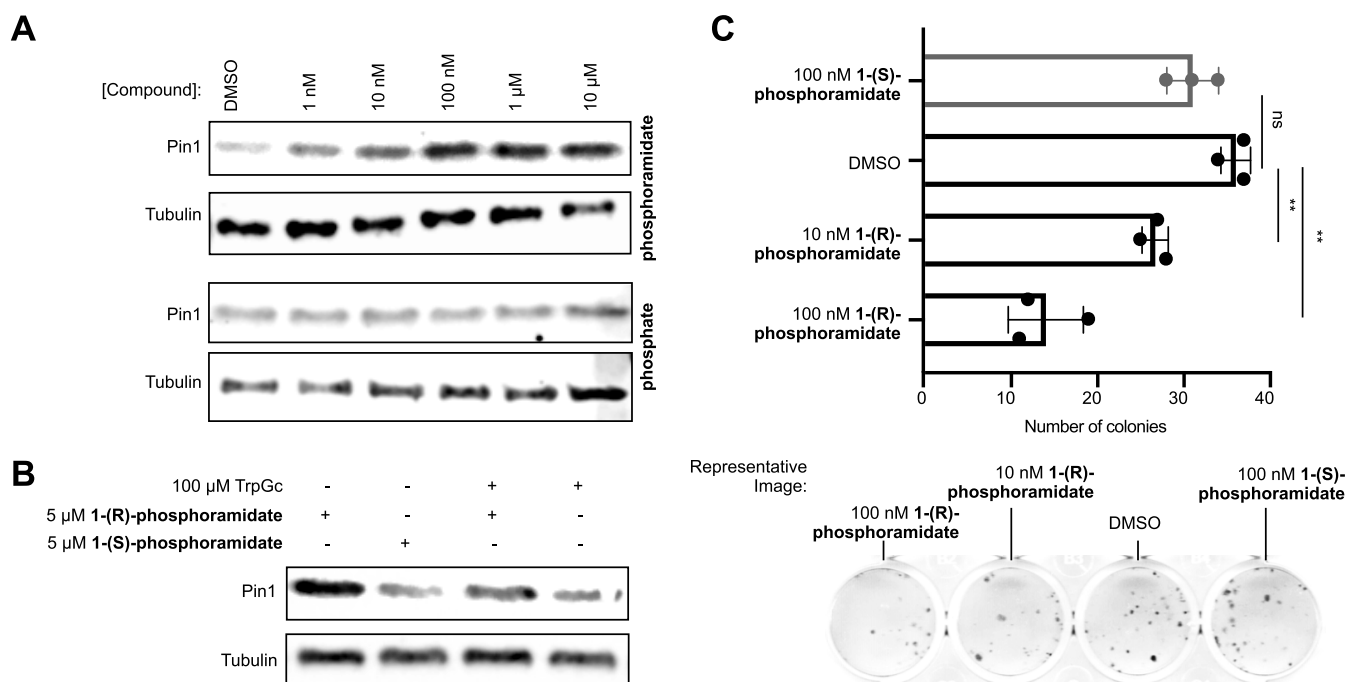 A
[Compound]:
DMSO
1 nM
10 nM
100 nM
1 µM
10 µM
Pin1
Tubulin
phosphoramidate
Pin1
Tubulin
phosphate
B
100 µM TrpGc - - + +
5 µM 1-(R)-phosphoramidate + - + -
5 µM 1-(S)-phosphoramidate - + - -
Pin1
Tubulin
C
100 nM 1-(S)-
phosphoramidate
DMSO
10 nM 1-(R)-
phosphoramidate
100 nM 1-(R)-
phosphoramidate
ns
**
**
0 10 20 30 40
Number of colonies
Representative
Image:
100 nM 1-(R)-
phosphoramidate
10 nM 1-(R)-
phosphoramidate
DMSO
100 nM 1-(S)-
phosphoramidate